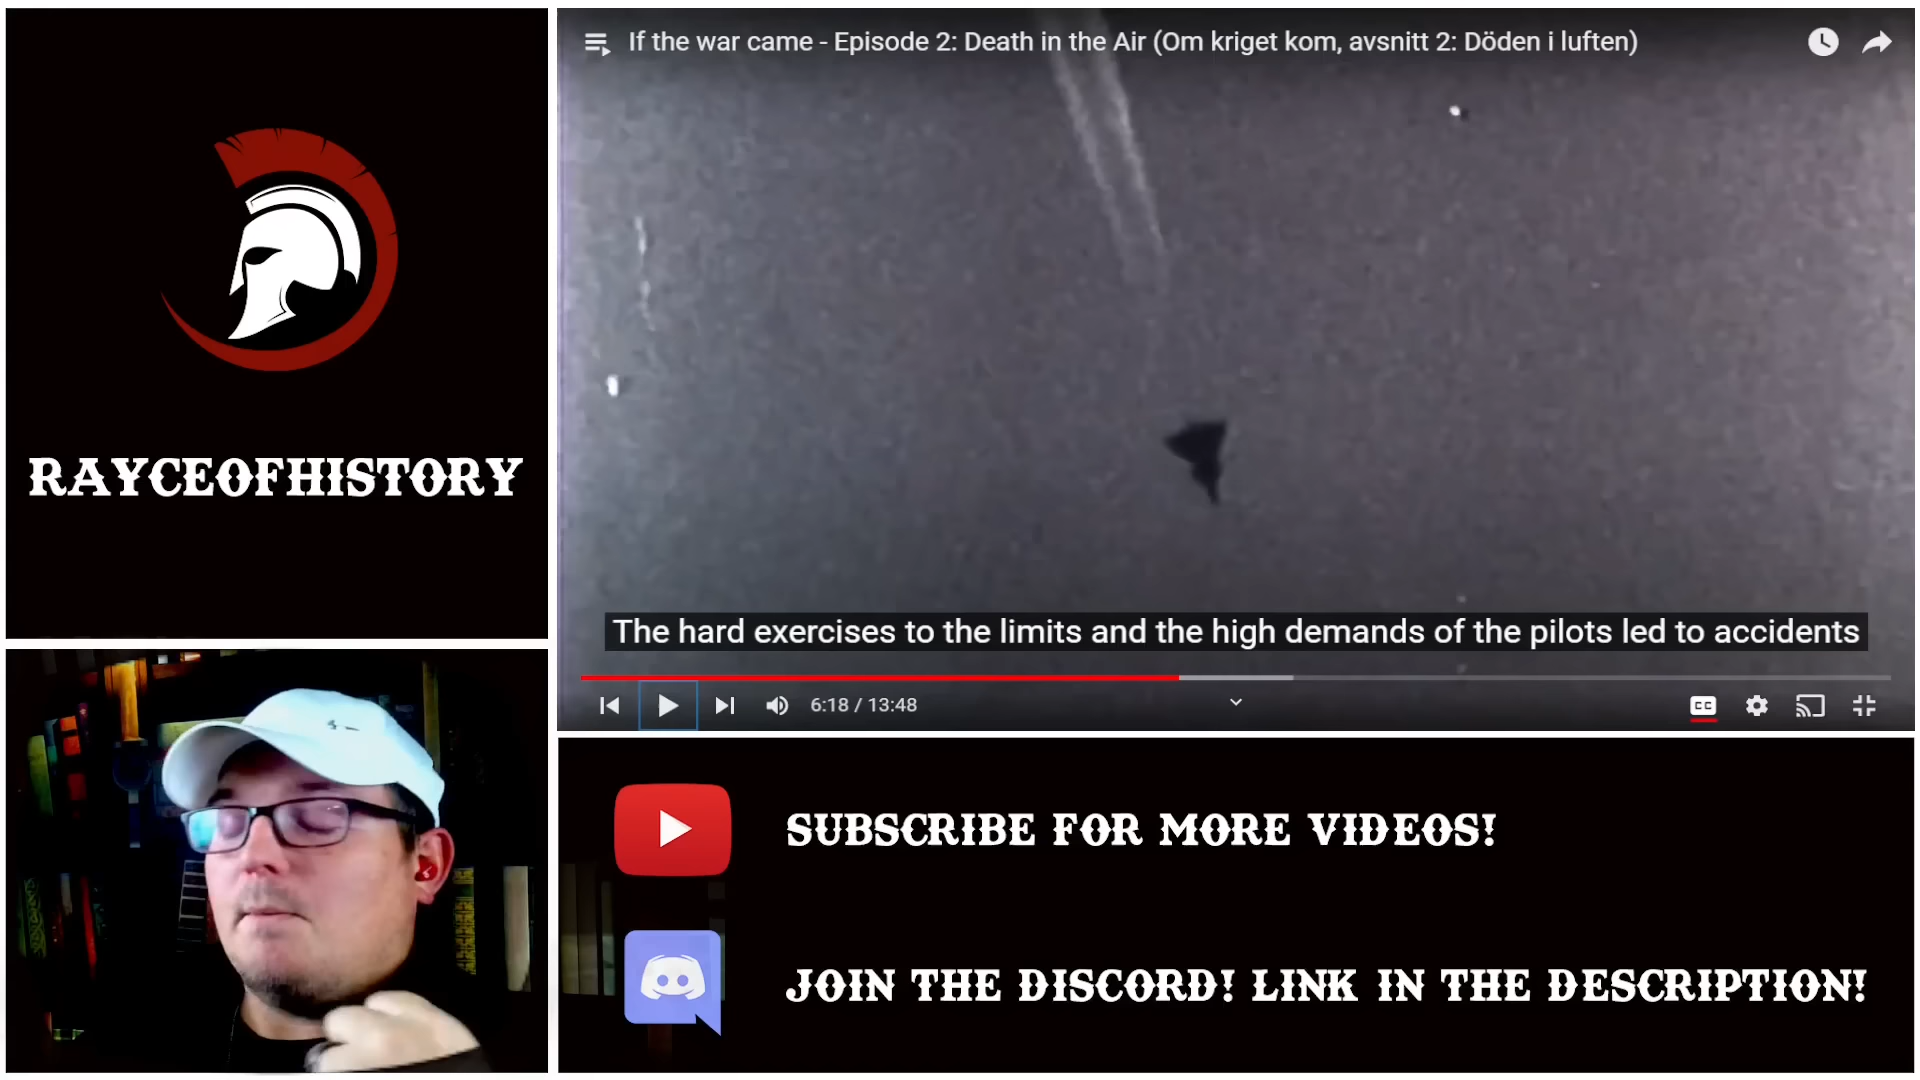 If the war came - Episode 2: Death in the Air (Om kriget kom, avsnitt 2: Döden i luften)
RAYCEOFHISTORY
The hard exercises to the limits and the high demands of the pilots led to accidents
6:18 / 13:48
CC
SUBSCRIBE FOR MORE VIDEOS!
JOIN THE DISCORD! LINK IN THE DESCRIPTION!